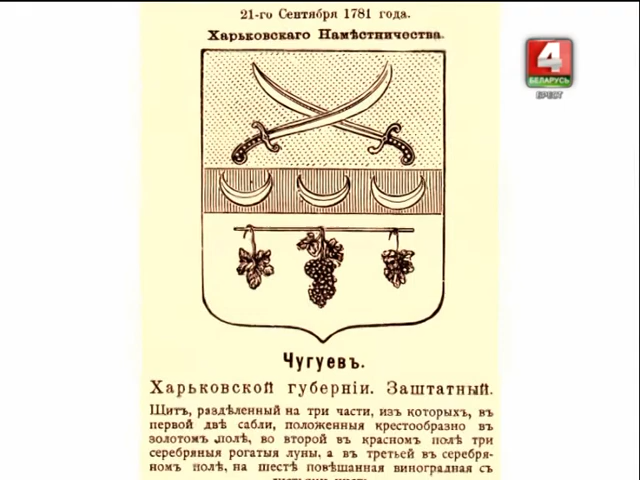 21-го Сентября 1781 года.
Харьковскаго Намѣстничества.
4
БЕЛАРУСЬ
БРЕСТ
Чугуевъ.
Харьковской губерніи. Заштатный.
Щитъ, раздѣленный на три части, изъ которыхъ, въ
первой двѣ сабли, положенныя крестообразно въ
золотомъ полѣ, во второй въ красномъ полѣ три
серебряныя рогатыя луны, а въ третьей въ серебря-
номъ полѣ, на шестѣ повѣшанная виноградная съ